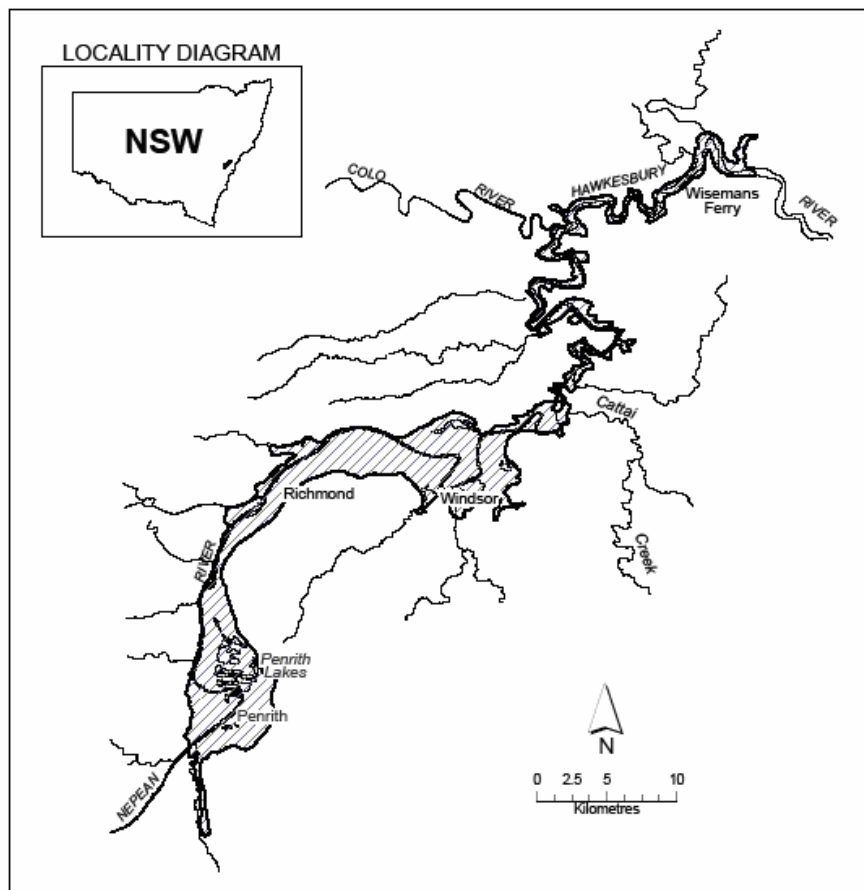 LOCALITY DIAGRAM
NSW
COLO
RIVER
HAWKESBURY
Wisemans
Ferry
RIVER
Cattai
Creek
Richmond
Windsor
RIVER
Penrith
Lakes
Penrith
NEPEAN
N
0 2.5 5 10
Kilometres